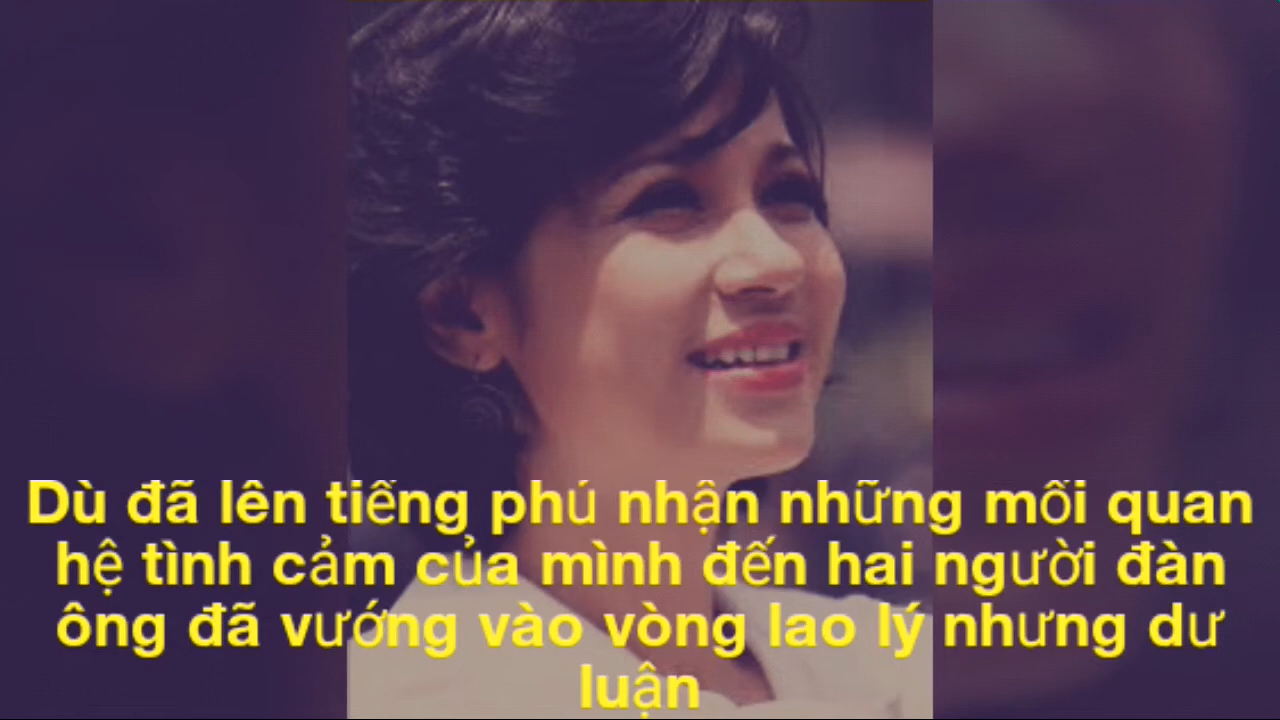 Dù đã lên tiếng phú nhận những mối quan
hệ tình cảm của mình đến hai người đàn
ông đã vướng vào vòng lao lý nhưng dư
luận